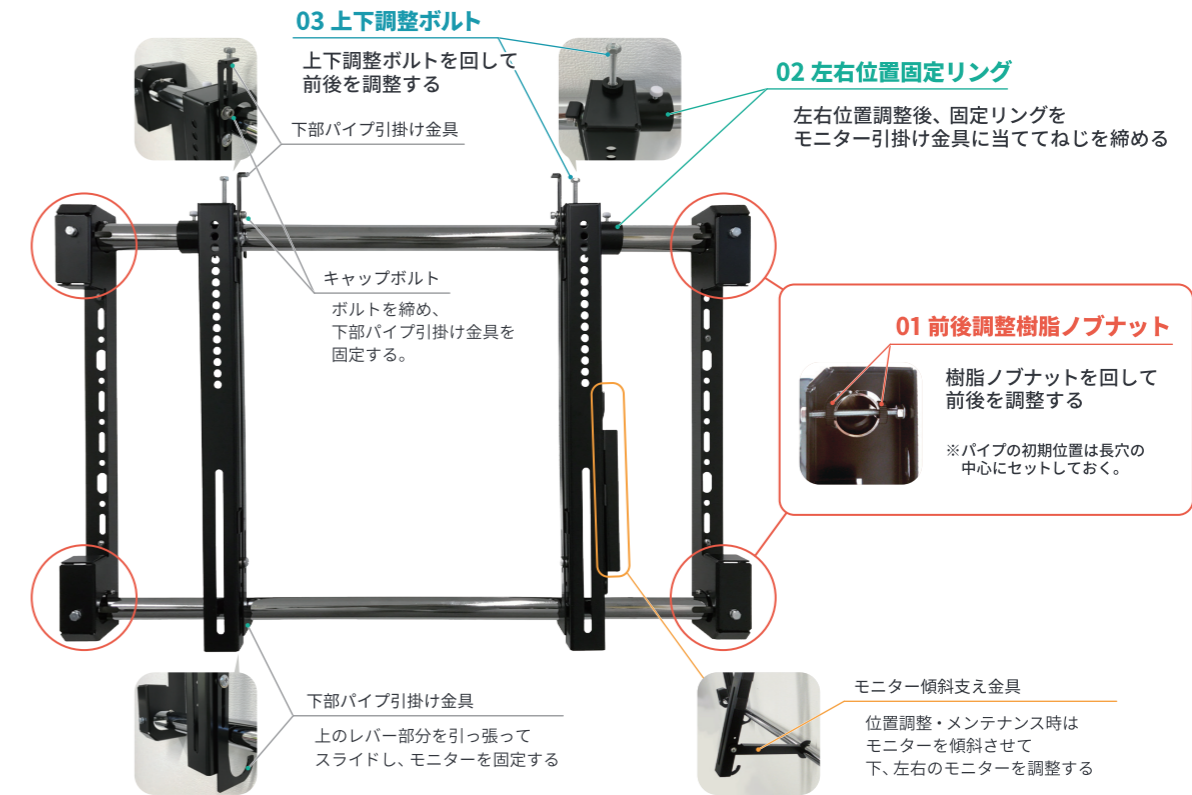 03 上下調整ボルト
上下調整ボルトを回して
前後を調整する
下部パイプ引掛け金具
02 左右位置固定リング
左右位置調整後、固定リングを
モニター引掛け金具に当ててねじを締める
キャップボルト
ボルトを締め、
下部パイプ引掛け金具を
固定する。
01 前後調整樹脂ノブナット
樹脂ノブナットを回して
前後を調整する
※パイプの初期位置は長穴の
中心にセットしておく。
下部パイプ引掛け金具
上のレバー部分を引っ張って
スライドし、モニターを固定する
モニター傾斜支え金具
位置調整・メンテナンス時は
モニターを傾斜させて
下、左右のモニターを調整する